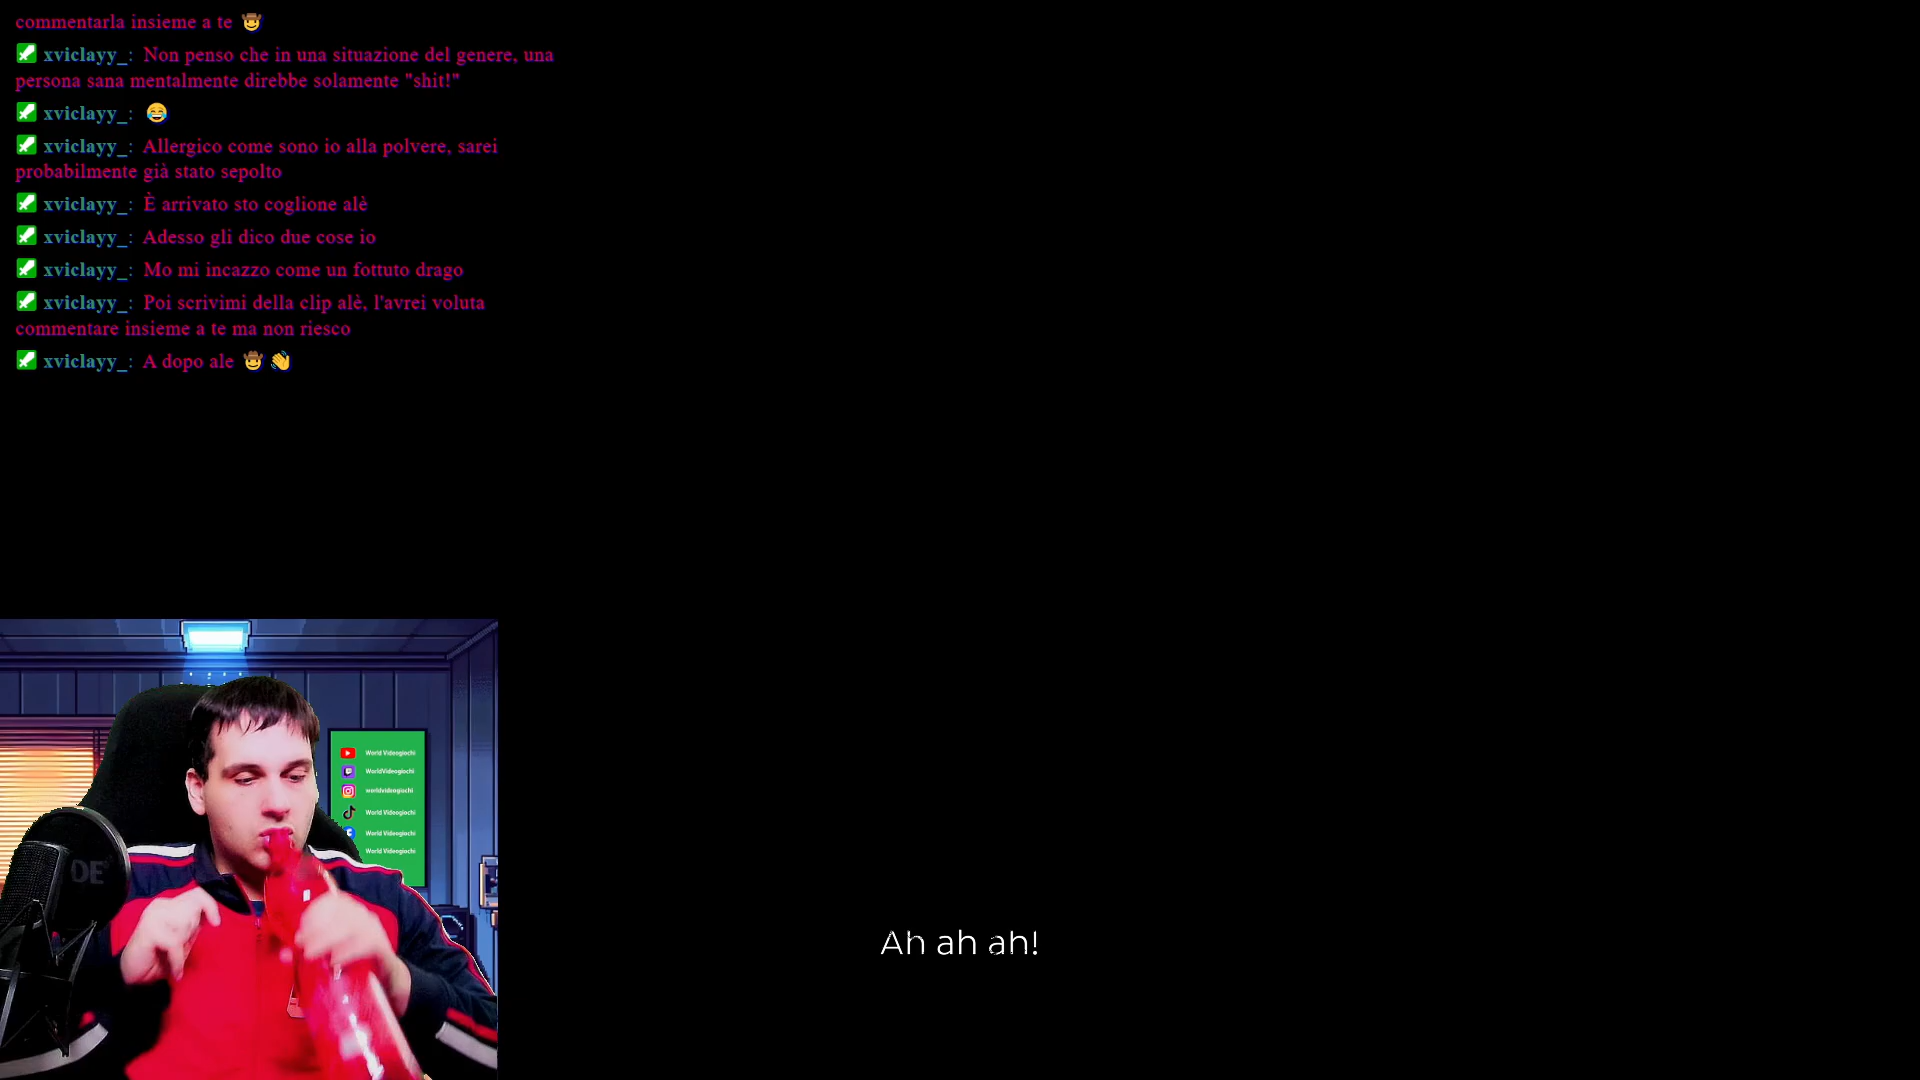 commentarla insieme a te 🤠
xviclayy_: Non penso che in una situazione del genere, una
persona sana mentalmente direbbe solamente "shit!"
xviclayy_: 😂
xviclayy_: Allergico come sono io alla polvere, sarei
probabilmente già stato sepolto
xviclayy_: È arrivato sto coglione alè
xviclayy_: Adesso gli dico due cose io
xviclayy_: Mo mi incazzo come un fottuto drago
xviclayy_: Poi scrivimi della clip alè, l'avrei voluta
commentare insieme a te ma non riesco
xviclayy_: A dopo ale 🤠 👋
World Videogiochi
WorldVideogiochi
worldvideogiochi
World Videogiochi
World Videogiochi
World Videogiochi
DE
Ah ah ah!